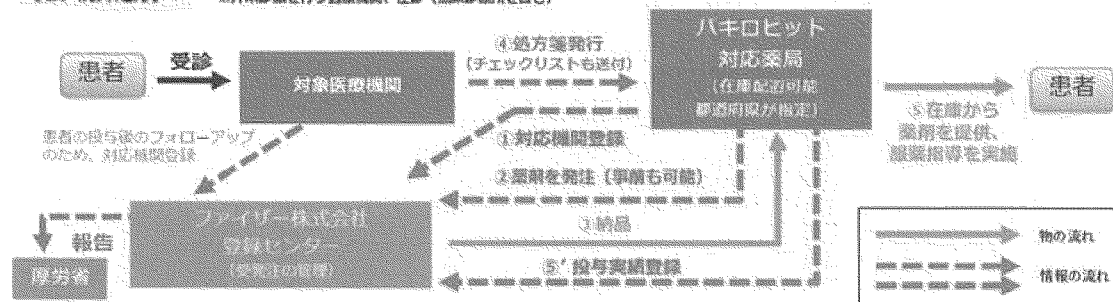 患者
受診
対象医療機関
④処方箋発行
(チェックリストも送付)
パキロビット
対応薬局
(在庫配置可能
都道府県が指定)
⑤在庫から
薬剤を提供、
服薬指導を実施
患者
患者の投与後のフォローアップ
のため、対応機関登録
①対応機関登録
②薬剤を発注(事前も可能)
③納品
ファイザー株式会社
登録センター
(受発注の管理)
⑤’投与実績登録
報告
厚労省
物の流れ
情報の流れ